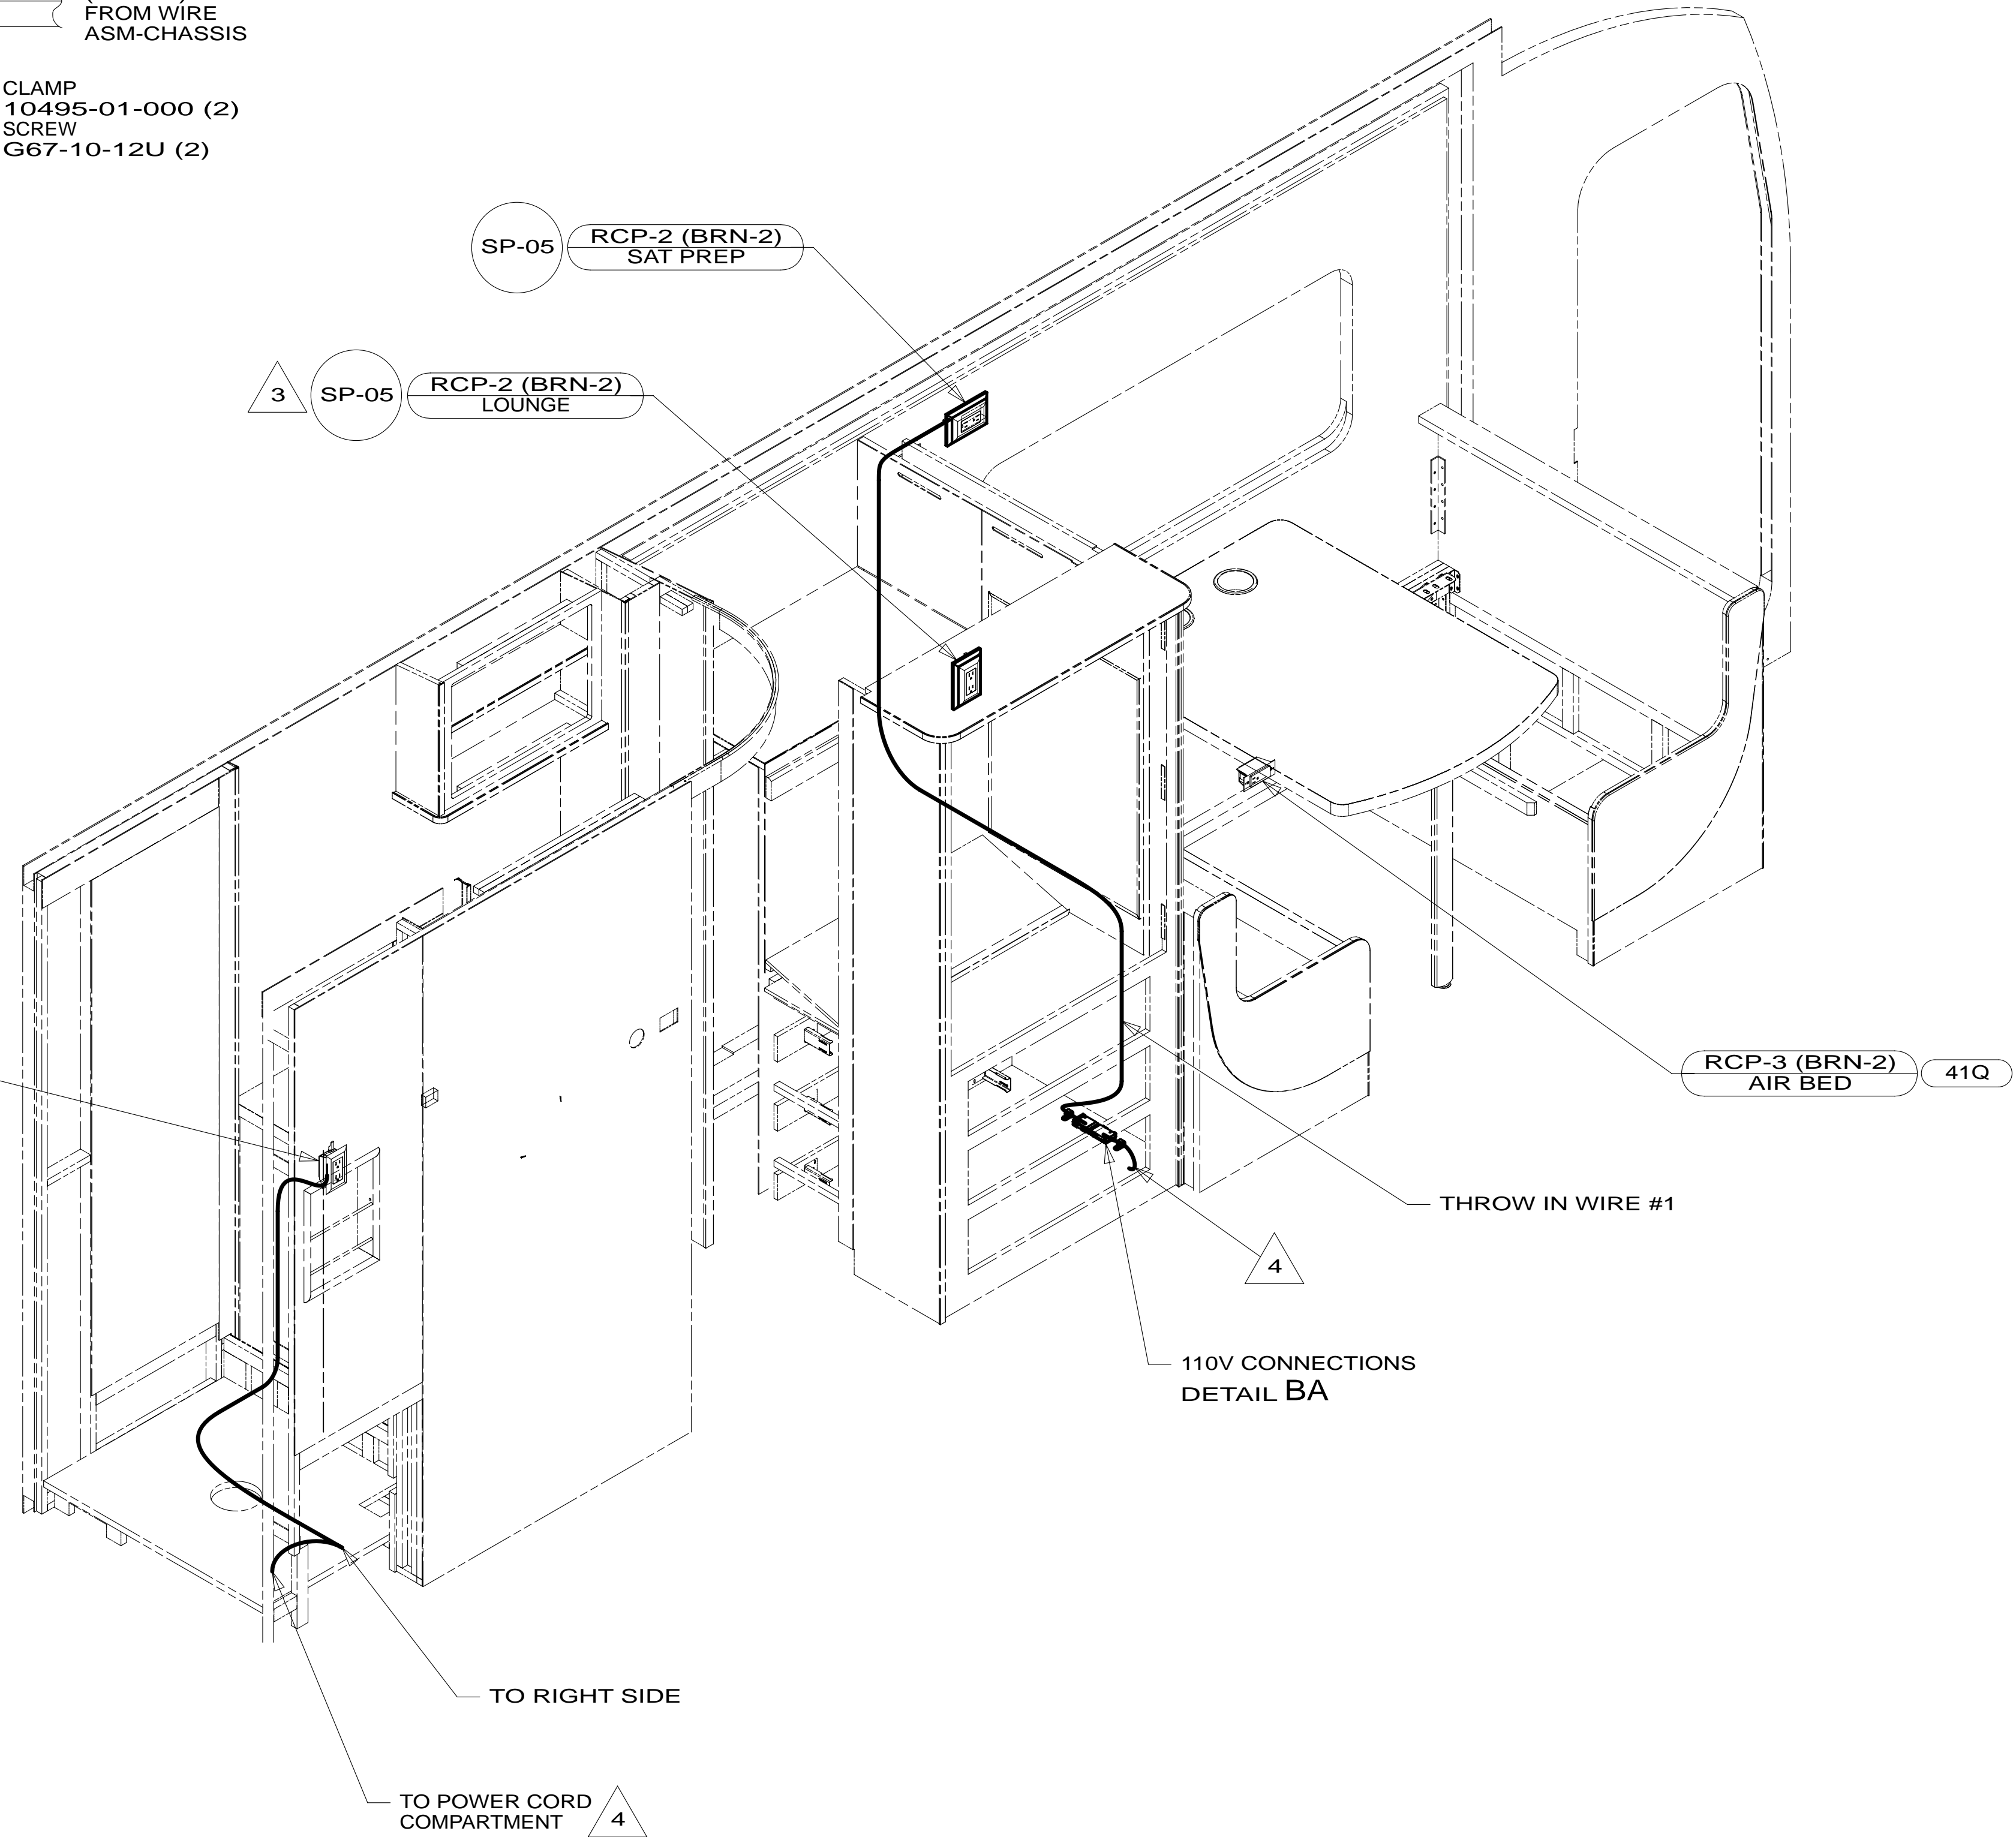 FROM WIRE
ASM-CHASSIS
CLAMP
10495-01-000 (2)
SCREW
G67-10-12U (2)
SP-05
RCP-2 (BRN-2)
SAT PREP
3
SP-05
RCP-2 (BRN-2)
LOUNGE
RCP-3 (BRN-2)
AIR BED
41Q
THROW IN WIRE #1
4
110V CONNECTIONS
DETAIL BA
TO RIGHT SIDE
TO POWER CORD
COMPARTMENT
4